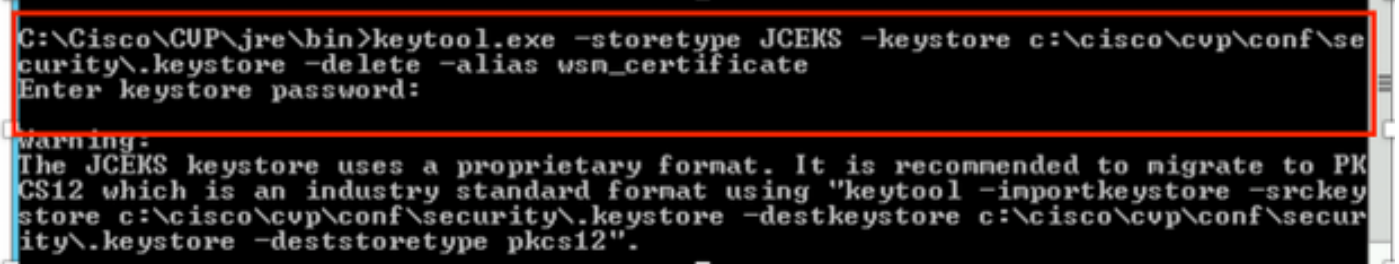 C:\Cisco\CVP\jre\bin>keytool.exe -storetype JCEKS -keystore c:\cisco\cvp\conf\se
curity\.keystore -delete -alias wsm_certificate
Enter keystore password:
Warning:
The JCEKS keystore uses a proprietary format. It is recommended to migrate to PK
CS12 which is an industry standard format using "keytool -importkeystore -srckey
store c:\cisco\cvp\conf\security\.keystore -destkeystore c:\cisco\cvp\conf\secur
ity\.keystore -deststoretype pkcs12".